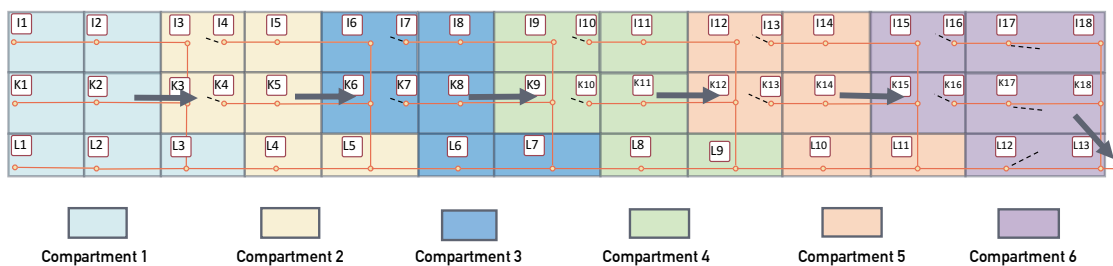 I1 I2 I3 I4 I5 I6 I7 I8 I9 I10 I11 I12 I13 I14 I15 I16 I17 I18
K1 K2 K3 K4 K5 K6 K7 K8 K9 K10 K11 K12 K13 K14 K15 K16 K17 K18
L1 L2 L3 L4 L5 L6 L7 L8 L9 L10 L11 L12 L13
Compartment 1 Compartment 2 Compartment 3 Compartment 4 Compartment 5 Compartment 6